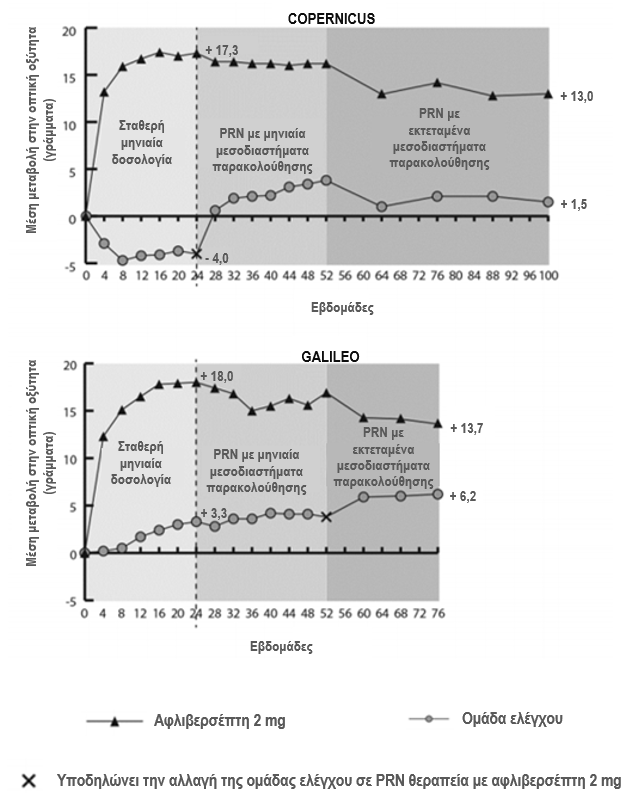 COPERNICUS
Μέση μεταβολή στην οπτική οξύτητα
(γράμματα)
20
15
10
5
0
-5
+ 17,3
Σταθερή
μηνιαία
δοσολογία
PRN με μηνιαία
μεσοδιαστήματα
παρακολούθησης
PRN με
εκτεταμένα
μεσοδιαστήματα
παρακολούθησης
+ 13,0
+ 1,5
- 4,0
0 4 8 12 16 20 24 28 32 36 40 44 48 52 56 60 64 68 72 76 80 84 88 92 96 100
Εβδομάδες
GALILEO
Μέση μεταβολή στην οπτική οξύτητα
(γράμματα)
20
15
10
5
0
-5
+ 18,0
Σταθερή
μηνιαία
δοσολογία
PRN με μηνιαία
μεσοδιαστήματα
παρακολούθησης
PRN με
εκτεταμένα
μεσοδιαστήματα
παρακολούθησης
+ 13,7
+ 6,2
+ 3,3
0 4 8 12 16 20 24 28 32 36 40 44 48 52 56 60 64 68 72 76
Εβδομάδες
Αφλιβερσέπτη 2 mg
Ομάδα ελέγχου
Υποδηλώνει την αλλαγή της ομάδας ελέγχου σε PRN θεραπεία με αφλιβερσέπτη 2 mg